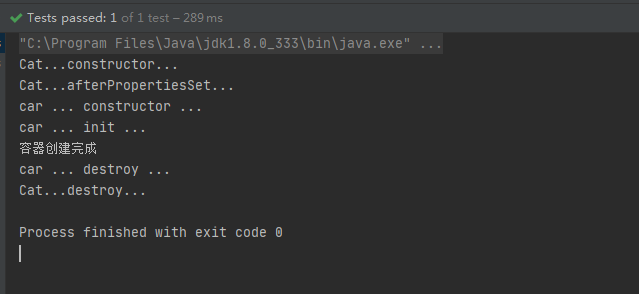 Tests passed: 1 of 1 test – 289 ms
"C:\Program Files\Java\jdk1.8.0_333\bin\java.exe" ...
Cat...constructor...
Cat...afterPropertiesSet...
car ... constructor ...
car ... init ...
容器创建完成
car ... destroy ...
Cat...destroy...
Process finished with exit code 0